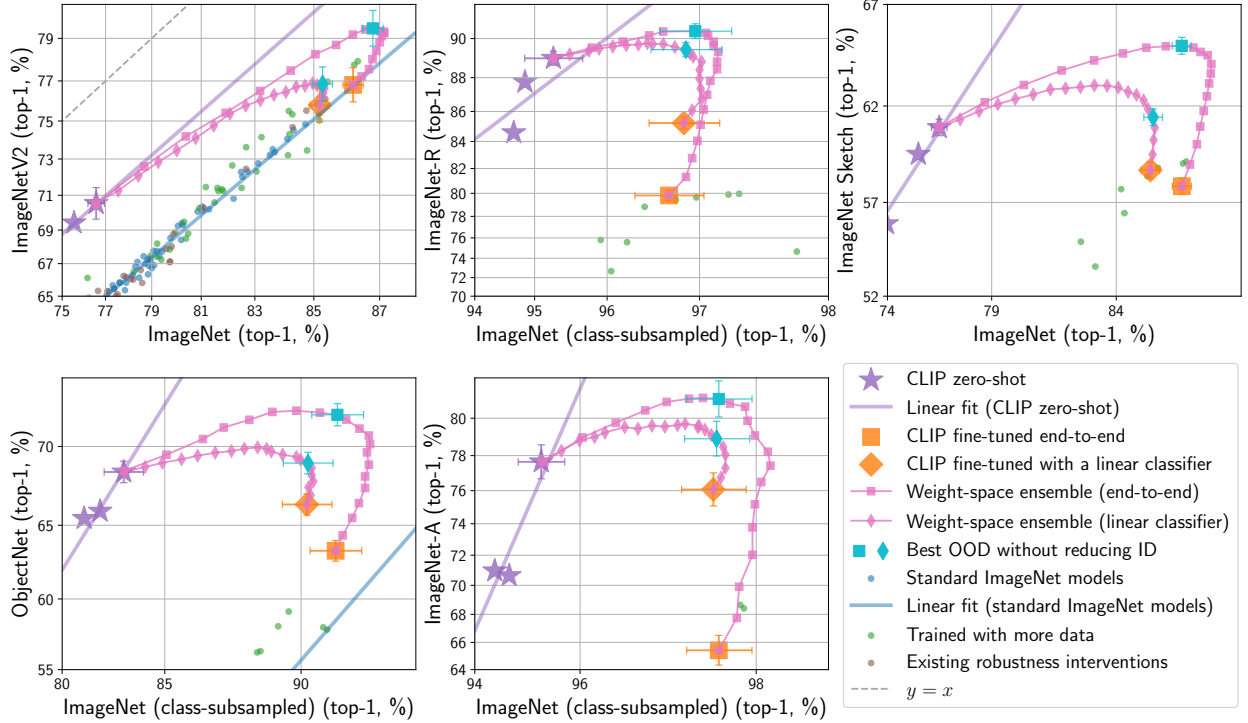 ImageNetV2 (top-1, %)
79
77
75
73
71
69
67
65
75
77
79
81
83
85
87
ImageNet (top-1, %)
ImageNet-R (top-1, %)
90
88
86
84
82
80
78
76
74
72
70
94
95
96
97
98
ImageNet (class-subsampled) (top-1, %)
ImageNet Sketch (top-1, %)
67
62
57
52
74
79
84
ImageNet (top-1, %)
ObjectNet (top-1, %)
70
65
60
55
80
85
90
ImageNet (class-subsampled) (top-1, %)
ImageNet-A (top-1, %)
80
78
76
74
72
70
68
66
64
94
96
98
ImageNet (class-subsampled) (top-1, %)
CLIP zero-shot
Linear fit (CLIP zero-shot)
CLIP fine-tuned end-to-end
CLIP fine-tuned with a linear classifier
Weight-space ensemble (end-to-end)
Weight-space ensemble (linear classifier)
Best OOD without reducing ID
Standard ImageNet models
Linear fit (standard ImageNet models)
Trained with more data
Existing robustness interventions
y = x